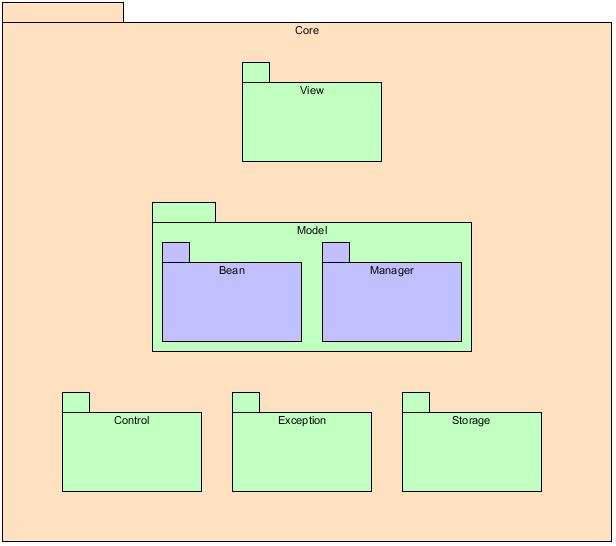 Core
View
Model
Bean
Manager
Control
Exception
Storage